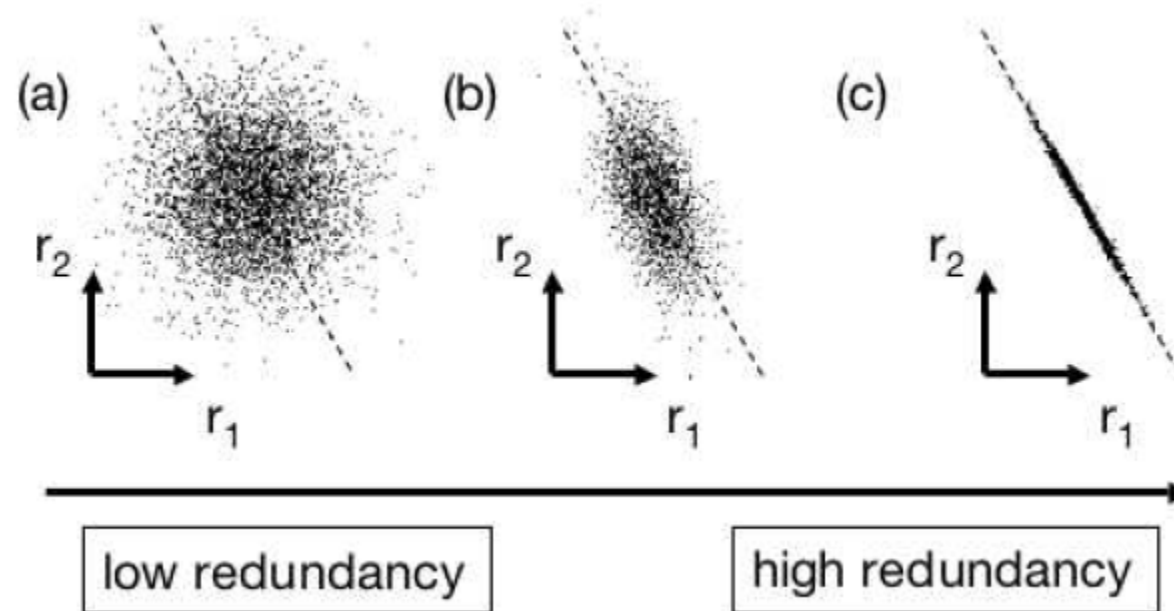 (a)
(b)
(c)
r₂
r₂
r₂
r₁
r₁
r₁
low redundancy
high redundancy